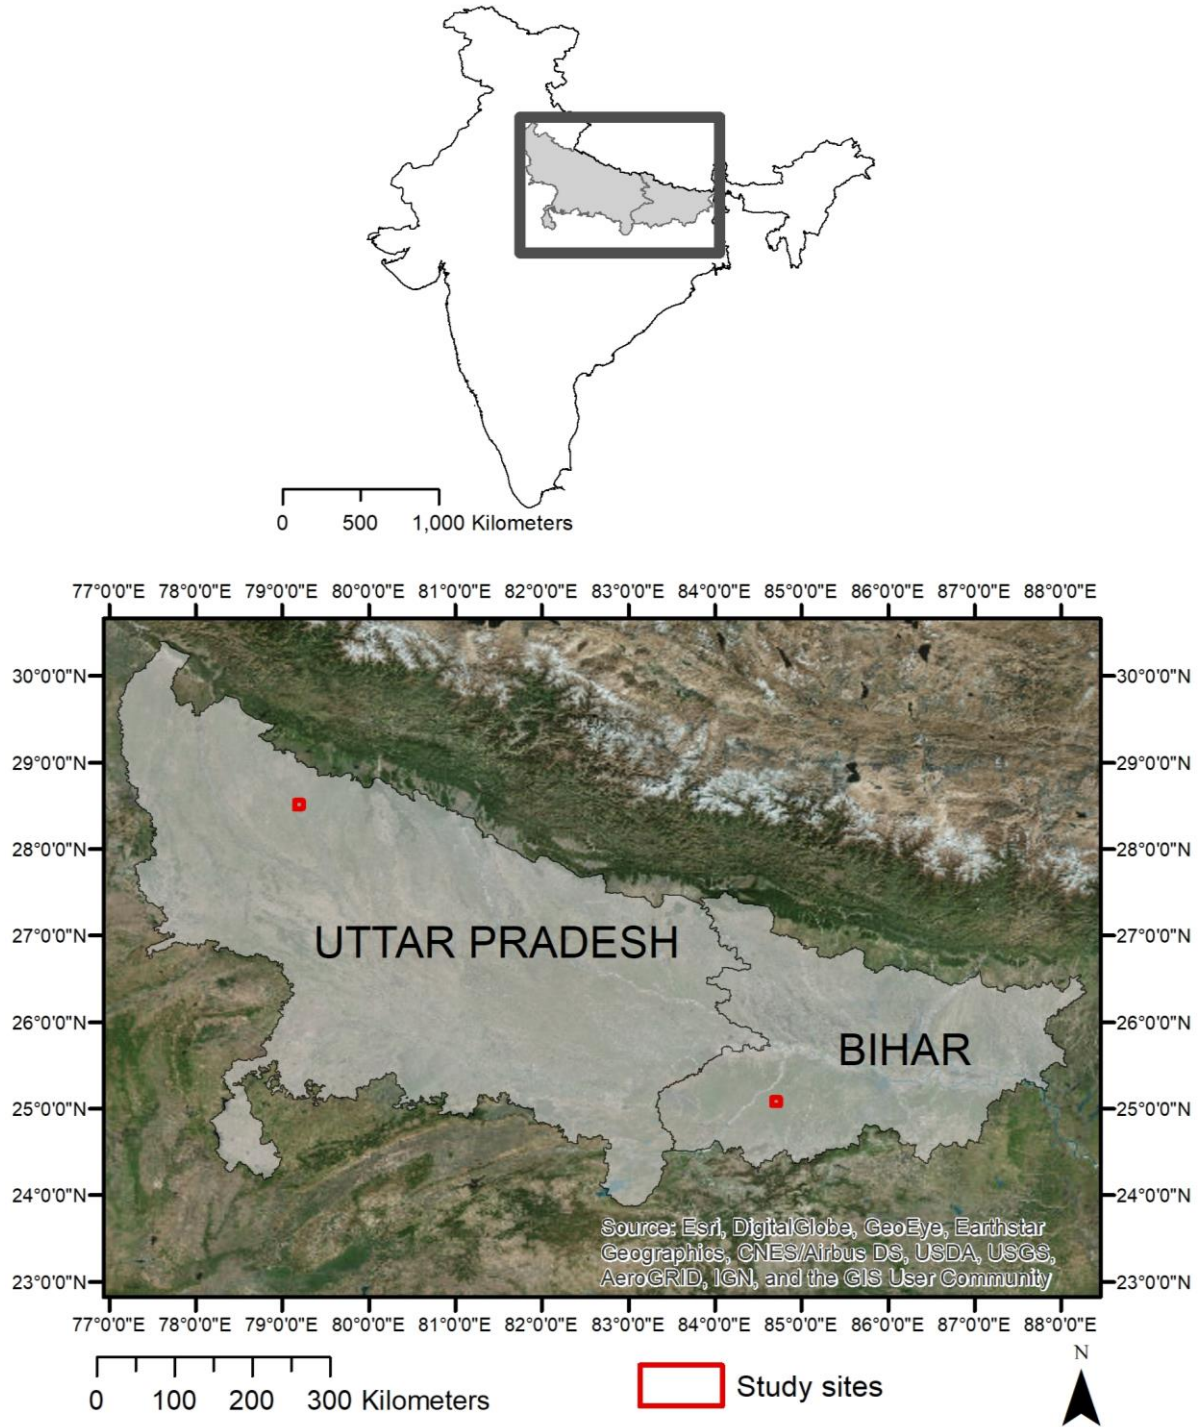 0 500 1,000 Kilometers
77°0'0"E 78°0'0"E 79°0'0"E 80°0'0"E 81°0'0"E 82°0'0"E 83°0'0"E 84°0'0"E 85°0'0"E 86°0'0"E 87°0'0"E 88°0'0"E
30°0'0"N 30°0'0"N
29°0'0"N 29°0'0"N
28°0'0"N 28°0'0"N
27°0'0"N 27°0'0"N
UTTAR PRADESH
26°0'0"N 26°0'0"N
BIHAR
25°0'0"N 25°0'0"N
24°0'0"N 24°0'0"N
Source: Esri, DigitalGlobe, GeoEye, Earthstar
Geographics, CNES/Airbus DS, USDA, USGS,
AeroGRID, IGN, and the GIS User Community
23°0'0"N 23°0'0"N
77°0'0"E 78°0'0"E 79°0'0"E 80°0'0"E 81°0'0"E 82°0'0"E 83°0'0"E 84°0'0"E 85°0'0"E 86°0'0"E 87°0'0"E 88°0'0"E
0 100 200 300 Kilometers
Study sites
N